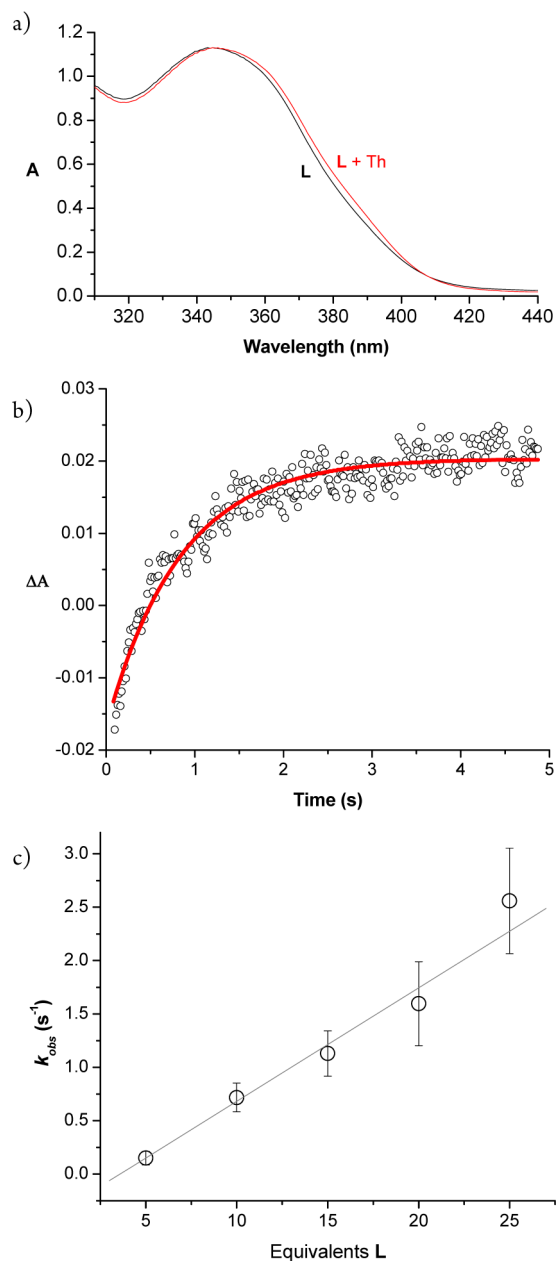 a)
1.2
1.0
0.8
0.6
0.4
0.2
0.0
A
L
L + Th
320 340 360 380 400 420 440
Wavelength (nm)
b)
0.03
0.02
0.01
0.00
-0.01
-0.02
ΔA
0 1 2 3 4 5
Time (s)
c)
3.0
2.5
2.0
1.5
1.0
0.5
0.0
k_obs (s⁻¹)
5 10 15 20 25
Equivalents L